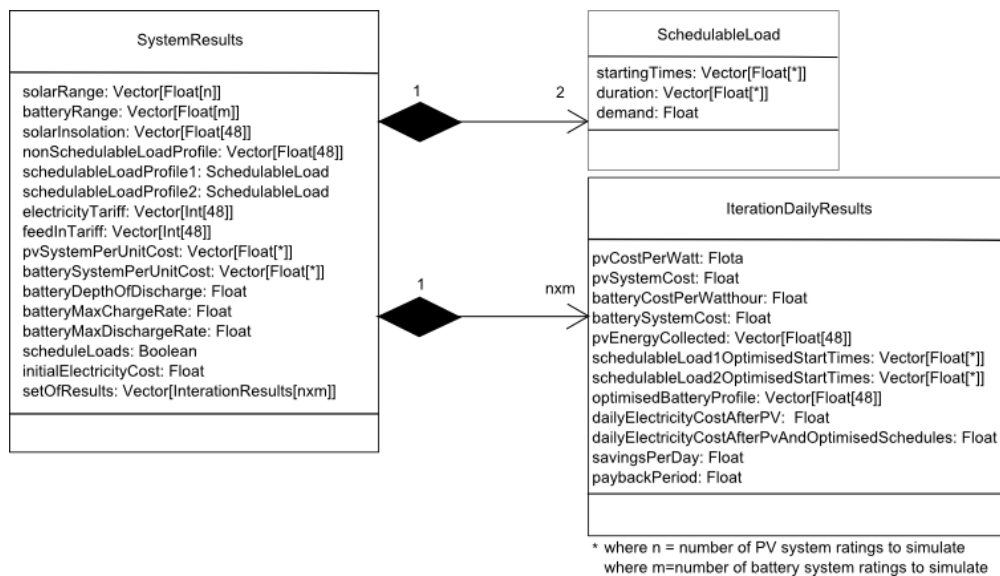 SystemResults
solarRange: Vector[Float[n]]
batteryRange: Vector[Float[m]]
solarInsolation: Vector[Float[48]]
nonSchedulableLoadProfile: Vector[Float[48]]
schedulableLoadProfile1: SchedulableLoad
schedulableLoadProfile2: SchedulableLoad
electricityTariff: Vector[Int[48]]
feedInTariff: Vector[Int[48]]
pvSystemPerUnitCost: Vector[Float[*]]
batterySystemPerUnitCost: Vector[Float[*]]
batteryDepthOfDischarge: Float
batteryMaxChargeRate: Float
batteryMaxDischargeRate: Float
scheduleLoads: Boolean
initialElectricityCost: Float
setOfResults: Vector[InterationResults[nxm]]
1
2
SchedulableLoad
startingTimes: Vector[Float[*]]
duration: Vector[Float[*]]
demand: Float
1
nxm
IterationDailyResults
pvCostPerWatt: Flota
pvSystemCost: Float
batteryCostPerWatthour: Float
batterySystemCost: Float
pvEnergyCollected: Vector[Float[48]]
schedulableLoad1OptimisedStartTimes: Vector[Float[*]]
schedulableLoad2OptimisedStartTimes: Vector[Float[*]]
optimisedBatteryProfile: Vector[Float[48]]
dailyElectricityCostAfterPV:  Float
dailyElectricityCostAfterPvAndOptimisedSchedules: Float
savingsPerDay: Float
paybackPeriod: Float
* where n = number of PV system ratings to simulate
where m=number of battery system ratings to simulate